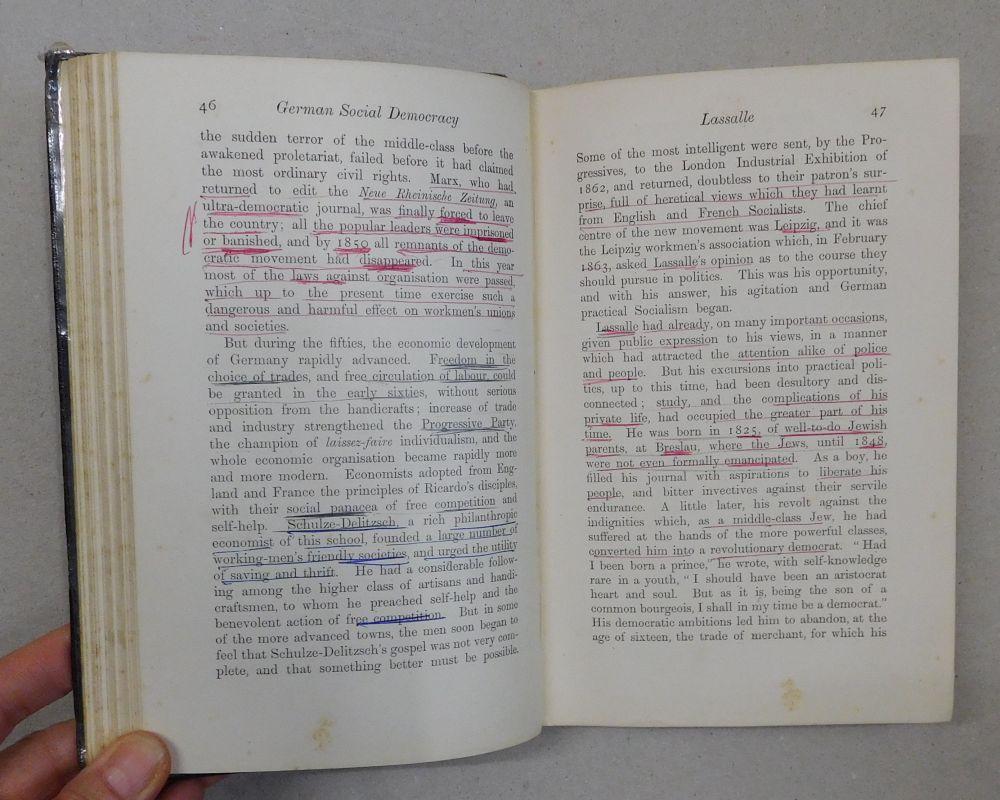 46
German Social Democracy
the sudden terror of the middle-class before the
awakened proletariat, failed before it had claimed
the most ordinary civil rights. Marx, who had
returned to edit the Neue Rheinische Zeitung, an
ultra-democratic journal, was finally forced to leave
the country; all the popular leaders were imprisoned
or banished, and by 1850 all remnants of the demo-
cratic movement had disappeared. In this year
most of the laws against organisation were passed,
which up to the present time exercise such a
dangerous and harmful effect on workmen's unions
and societies.
But during the fifties, the economic development
of Germany rapidly advanced. Freedom in the
choice of trades, and free circulation of labour, could
be granted in the early sixties, without serious
opposition from the handicrafts; increase of trade
and industry strengthened the Progressive Party,
the champion of laissez-faire individualism, and the
whole economic organisation became rapidly more
and more modern. Economists adopted from Eng-
land and France the principles of Ricardo's disciples,
with their social panacea of free competition and
self-help. Schulze-Delitzsch, a rich philanthropic
economist of this school, founded a large number of
working-men's friendly societies, and urged the utility
of saving and thrift. He had a considerable follow-
ing among the higher class of artisans and handi-
craftsmen, to whom he preached self-help and the
benevolent action of free competition. But in some
of the more advanced towns, the men soon began to
feel that Schulze-Delitzsch's gospel was not very com-
plete, and that something better must be possible.
Lassalle
47
Some of the most intelligent were sent, by the Pro-
gressives, to the London Industrial Exhibition of
1862, and returned, doubtless to their patron's sur-
prise, full of heretical views which they had learnt
from English and French Socialists. The chief
centre of the new movement was Leipzig, and it was
the Leipzig workmen's association which, in February
1863, asked Lassalle's opinion as to the course they
should pursue in politics. This was his opportunity,
and with his answer, his agitation and German
practical Socialism began.
Lassalle had already, on many important occasions,
given public expression to his views, in a manner
which had attracted the attention alike of police
and people. But his excursions into practical poli-
tics, up to this time, had been desultory and dis-
connected; study, and the complications of his
private life, had occupied the greater part of his
time. He was born in 1825, of well-to-do Jewish
parents, at Breslau, where the Jews, until 1848,
were not even formally emancipated. As a boy, he
filled his journal with aspirations to liberate his
people, and bitter invectives against their servile
endurance. A little later, his revolt against the
indignities which, as a middle-class Jew, he had
suffered at the hands of the more powerful classes,
converted him into a revolutionary democrat. "Had
I been born a prince," he wrote, with self-knowledge
rare in a youth, "I should have been an aristocrat
heart and soul. But as it is, being the son of a
common bourgeois, I shall in my time be a democrat."
His democratic ambitions led him to abandon, at the
age of sixteen, the trade of merchant, for which his